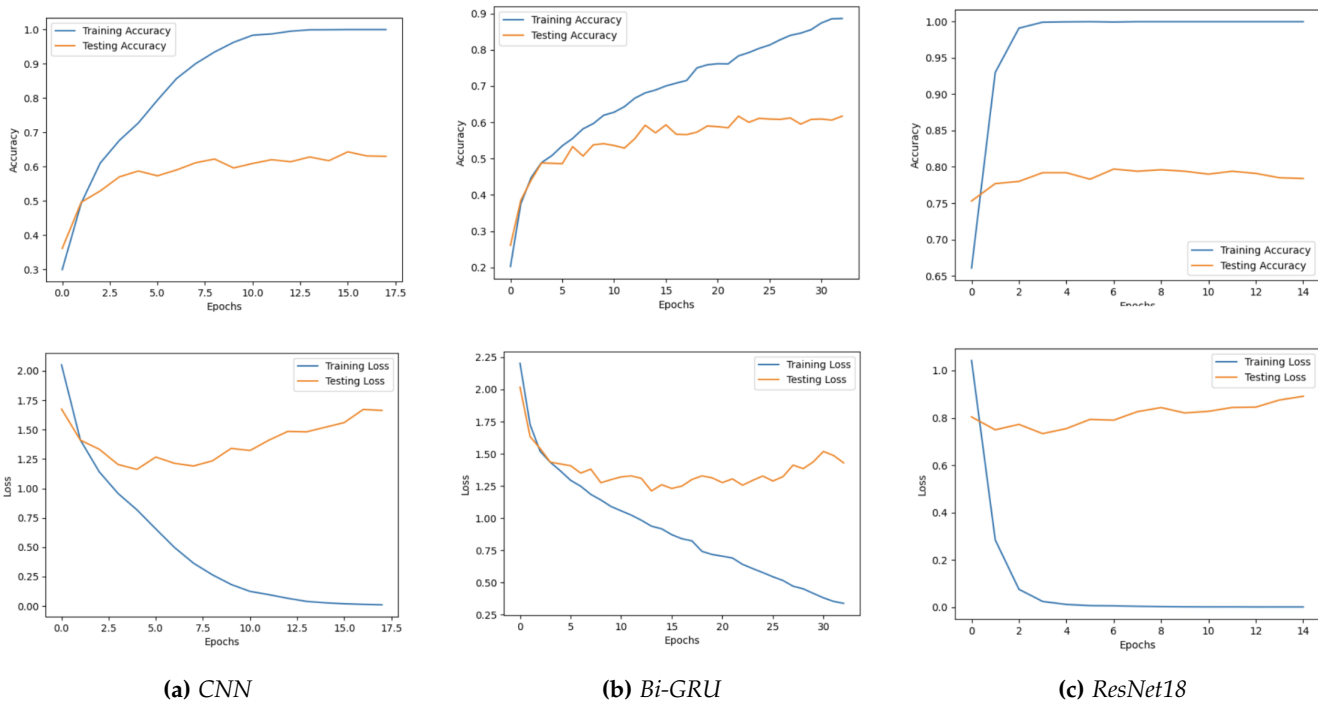 1.0
0.9
0.8
0.7
0.6
0.5
0.4
0.3
Accuracy
Training Accuracy
Testing Accuracy
0.0 2.5 5.0 7.5 10.0 12.5 15.0 17.5
Epochs
0.9
0.8
0.7
0.6
0.5
0.4
0.3
0.2
Accuracy
Training Accuracy
Testing Accuracy
0 5 10 15 20 25 30
Epochs
1.00
0.95
0.90
0.85
0.80
0.75
0.70
0.65
Accuracy
Training Accuracy
Testing Accuracy
0 2 4 6 8 10 12 14
Epochs
2.00
1.75
1.50
1.25
1.00
0.75
0.50
0.25
0.00
Loss
Training Loss
Testing Loss
0.0 2.5 5.0 7.5 10.0 12.5 15.0 17.5
Epochs
2.25
2.00
1.75
1.50
1.25
1.00
0.75
0.50
0.25
Loss
Training Loss
Testing Loss
0 5 10 15 20 25 30
Epochs
1.0
0.8
0.6
0.4
0.2
0.0
Loss
Training Loss
Testing Loss
0 2 4 6 8 10 12 14
Epochs
(a) CNN
(b) Bi-GRU
(c) ResNet18